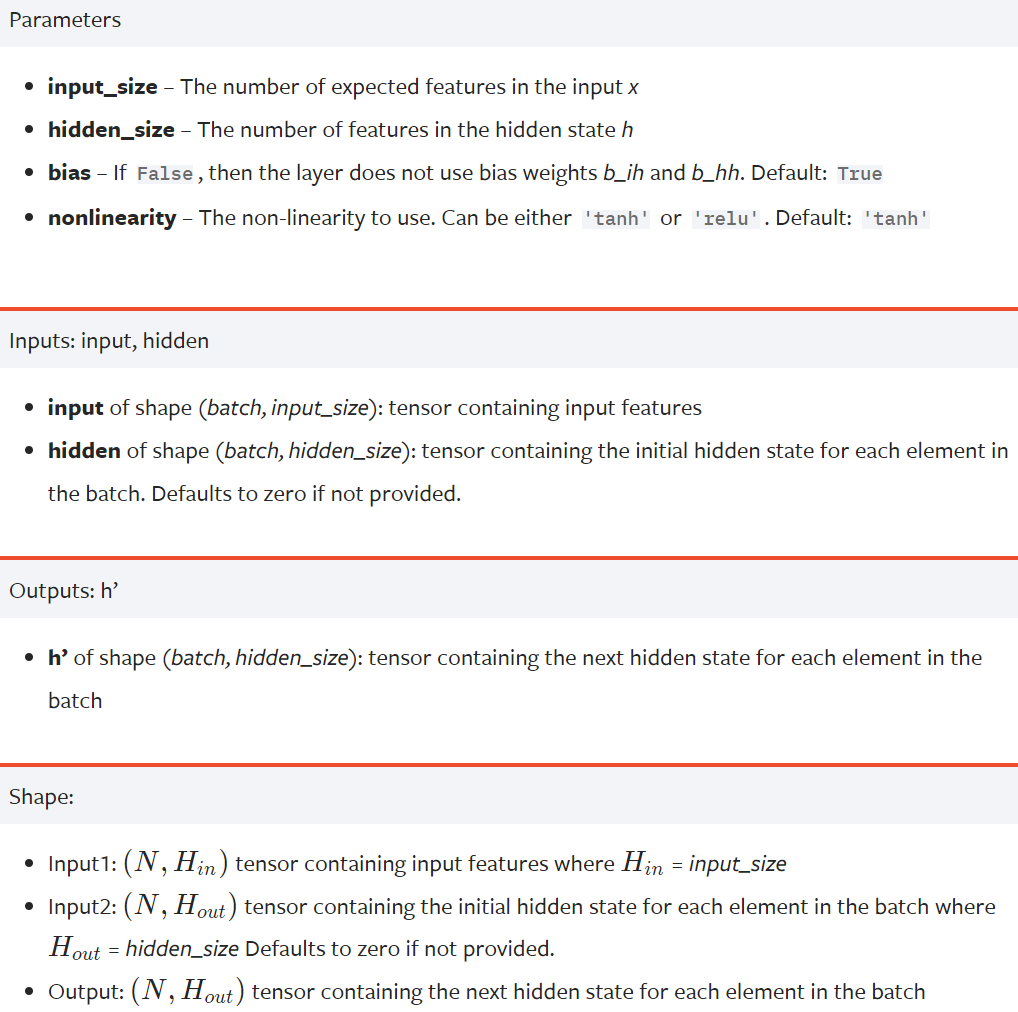 Parameters
• input_size – The number of expected features in the input x
• hidden_size – The number of features in the hidden state h
• bias – If False, then the layer does not use bias weights b_ih and b_hh. Default: True
• nonlinearity – The non-linearity to use. Can be either 'tanh' or 'relu'. Default: 'tanh'
Inputs: input, hidden
• input of shape (batch, input_size): tensor containing input features
• hidden of shape (batch, hidden_size): tensor containing the initial hidden state for each element in
the batch. Defaults to zero if not provided.
Outputs: h’
• h’ of shape (batch, hidden_size): tensor containing the next hidden state for each element in the
batch
Shape:
• Input1: (N, H_{in}) tensor containing input features where H_{in} = input_size
• Input2: (N, H_{out}) tensor containing the initial hidden state for each element in the batch where
H_{out} = hidden_size Defaults to zero if not provided.
• Output: (N, H_{out}) tensor containing the next hidden state for each element in the batch